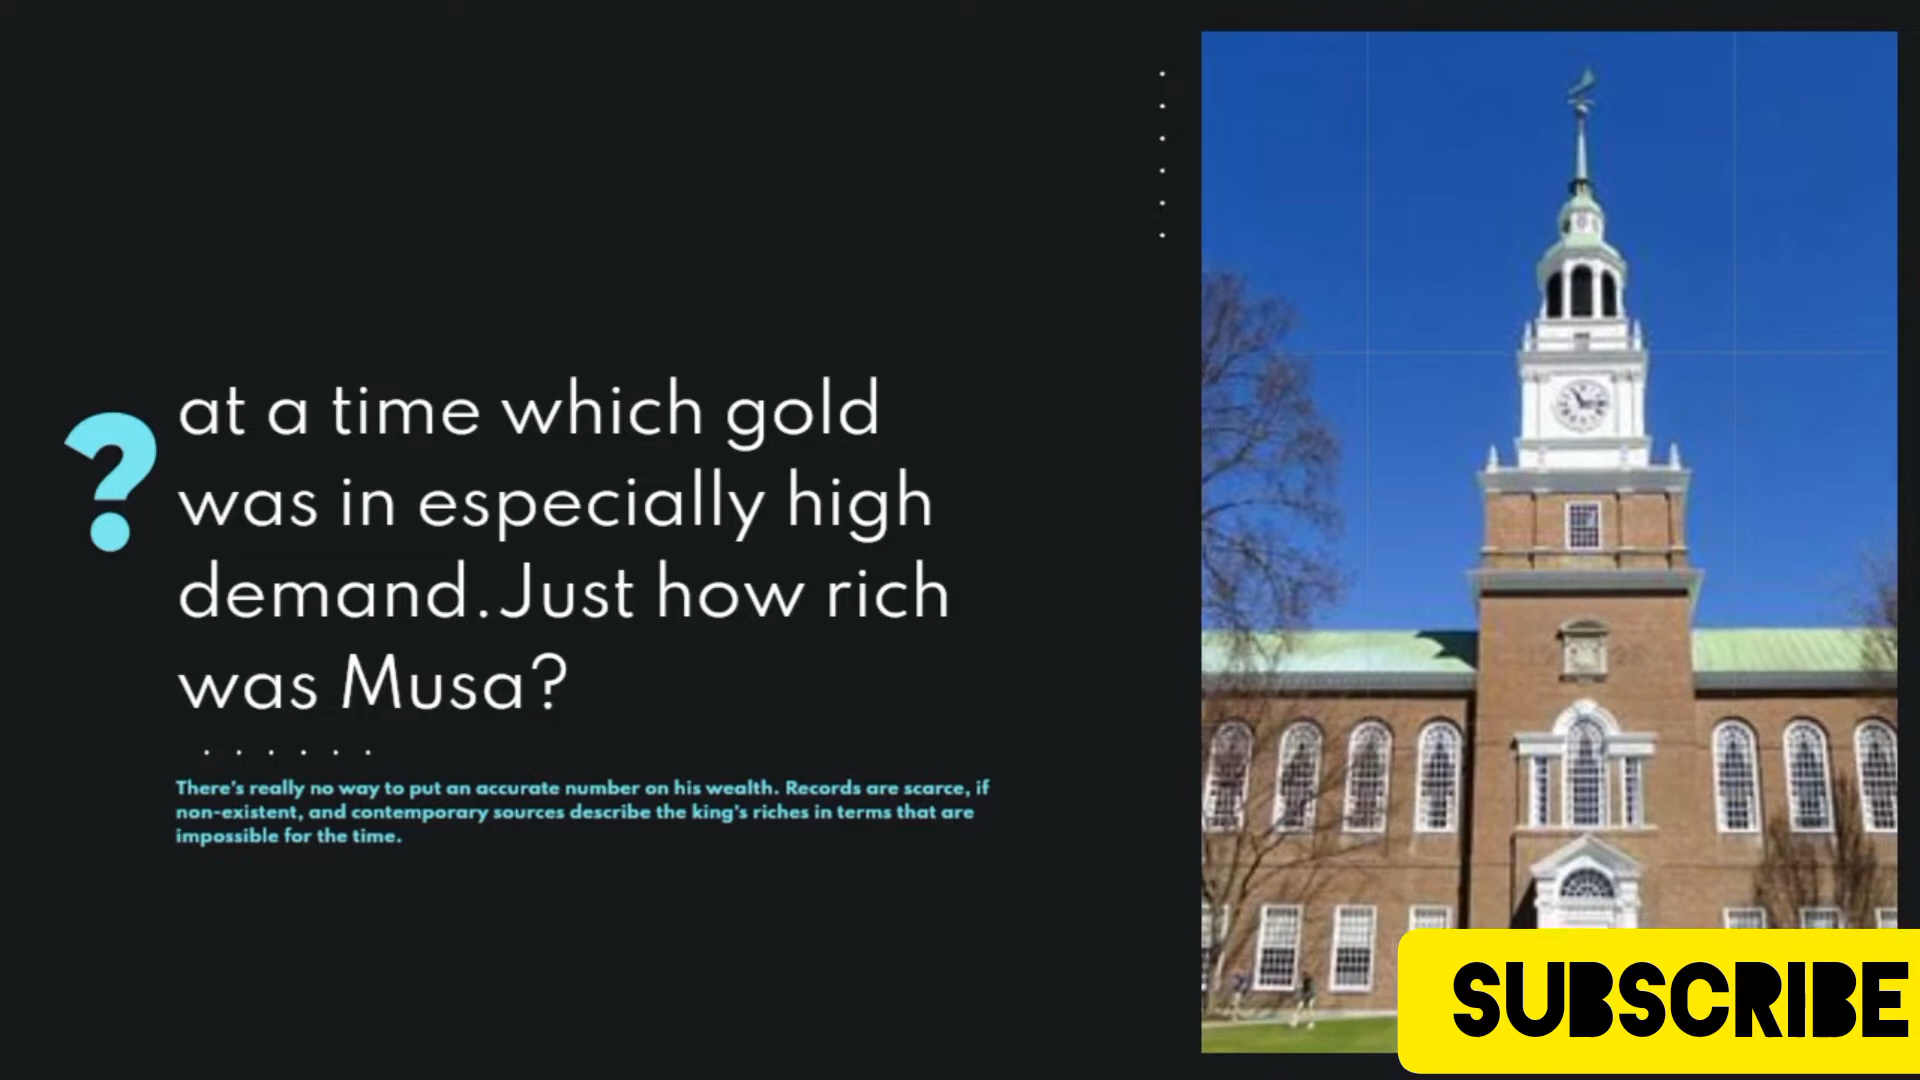 ?
at a time which gold
was in especially high
demand.Just how rich
was Musa?
There's really no way to put an accurate number on his wealth. Records are scarce, if
non-existent, and contemporary sources describe the king's riches in terms that are
impossible for the time.
SUBSCRIBE